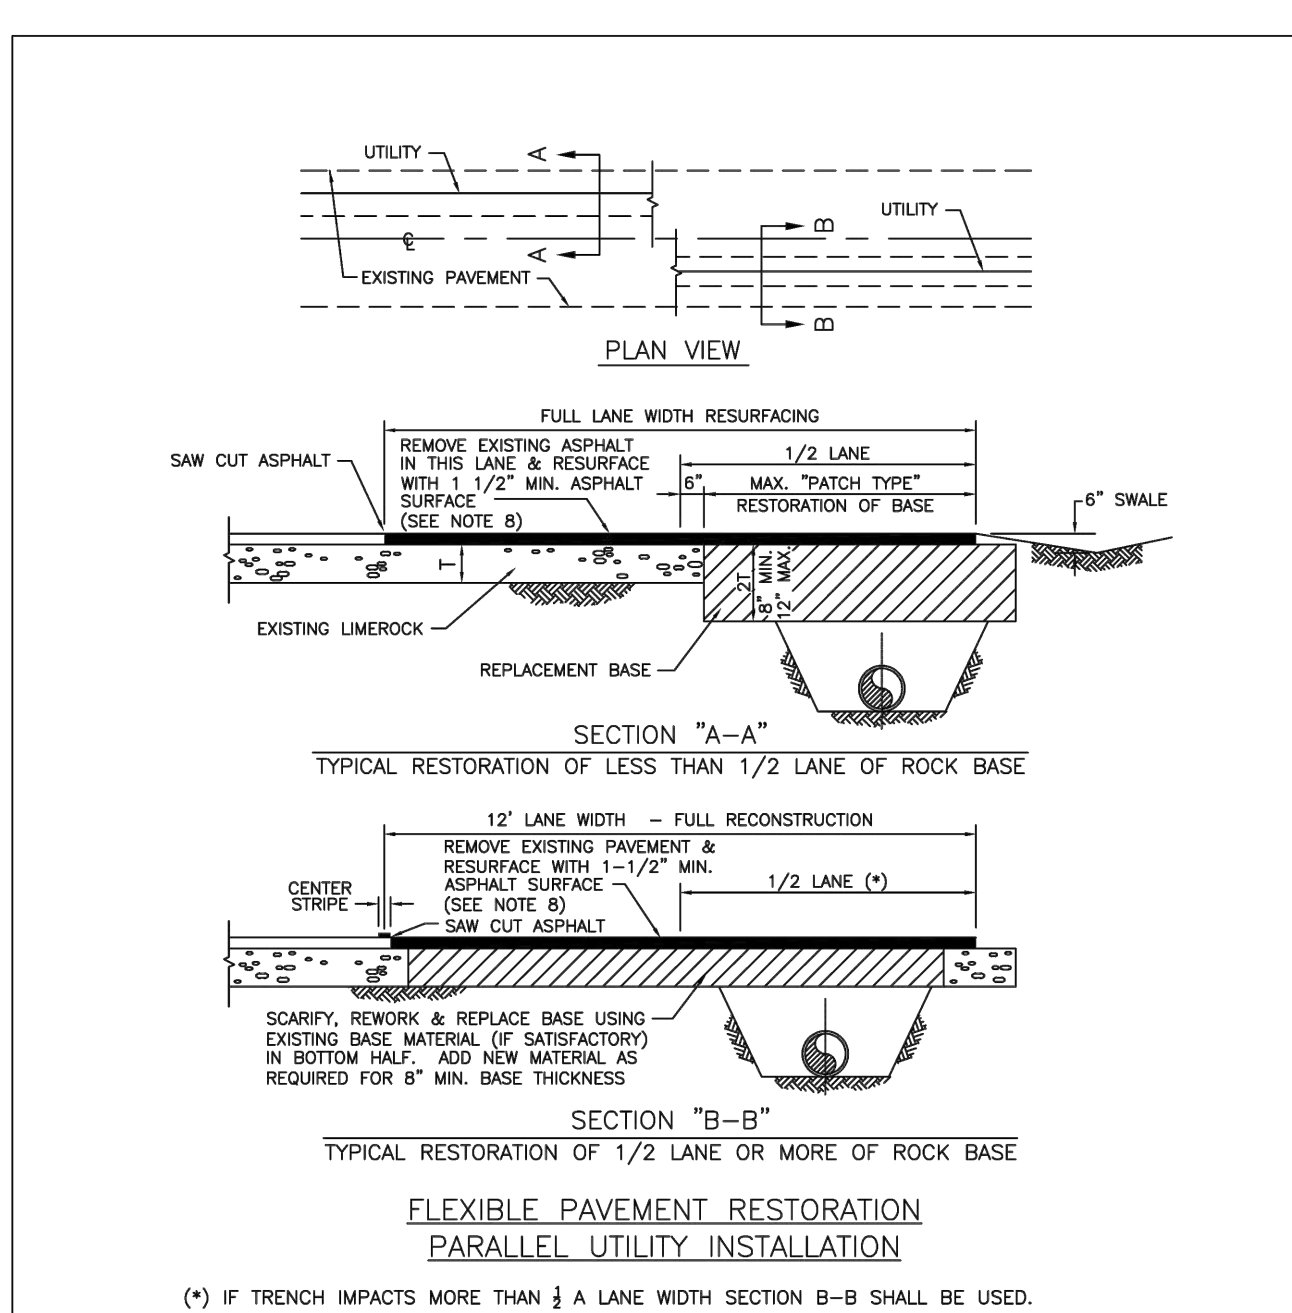 UTILITY
A
UTILITY
B
℄
A
EXISTING PAVEMENT
B
PLAN VIEW
FULL LANE WIDTH RESURFACING
SAW CUT ASPHALT
REMOVE EXISTING ASPHALT
IN THIS LANE & RESURFACE
WITH 1 1/2" MIN. ASPHALT
SURFACE
(SEE NOTE 8)
1/2 LANE
6"
MAX. "PATCH TYPE"
RESTORATION OF BASE
6" SWALE
T
2T
8" MIN.
12" MAX.
EXISTING LIMEROCK
REPLACEMENT BASE
SECTION "A-A"
TYPICAL RESTORATION OF LESS THAN 1/2 LANE OF ROCK BASE
12' LANE WIDTH - FULL RECONSTRUCTION
REMOVE EXISTING PAVEMENT &
RESURFACE WITH 1-1/2" MIN.
ASPHALT SURFACE
(SEE NOTE 8)
1/2 LANE (*)
CENTER
STRIPE
SAW CUT ASPHALT
SCARIFY, REWORK & REPLACE BASE USING
EXISTING BASE MATERIAL (IF SATISFACTORY)
IN BOTTOM HALF. ADD NEW MATERIAL AS
REQUIRED FOR 8" MIN. BASE THICKNESS
SECTION "B-B"
TYPICAL RESTORATION OF 1/2 LANE OR MORE OF ROCK BASE
FLEXIBLE PAVEMENT RESTORATION
PARALLEL UTILITY INSTALLATION
(*) IF TRENCH IMPACTS MORE THAN ½ A LANE WIDTH SECTION B-B SHALL BE USED.